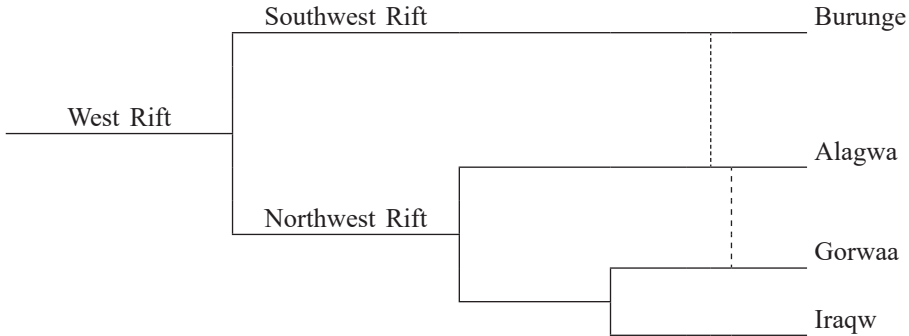 Southwest Rift
Burunge
West Rift
Alagwa
Northwest Rift
Gorwaa
Iraqw